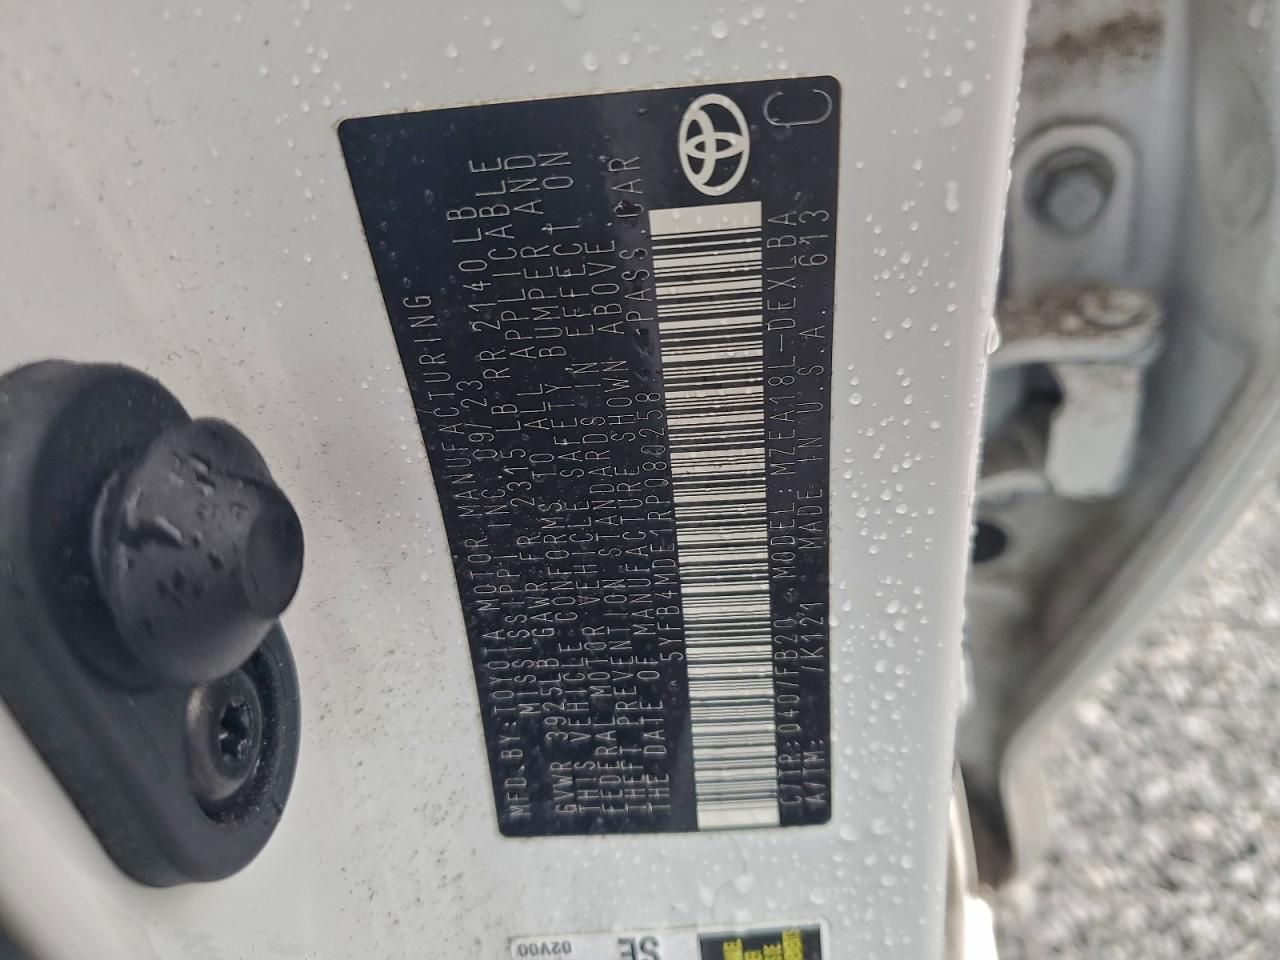 MFD. BY: TOYOTA MOTOR MANUFACTURING
MISSISSIPPI INC. 09/23
GVWR 3925LB GAWR FR 2315LB RR 2140LB
THIS VEHICLE CONFORMS TO ALL APPLICABLE
FEDERAL MOTOR VEHICLE SAFETY, BUMPER, AND
THEFT PREVENTION STANDARDS IN EFFECT ON
THE DATE OF MANUFACTURE SHOWN ABOVE.
5YFB4MDE1RP080258 PASS.CAR
C/TR: 040/FB20 MODEL: MZEA18L-DEXLBA
A/TM: /K121 MADE IN U.S.A. 613
C
SE
02V00